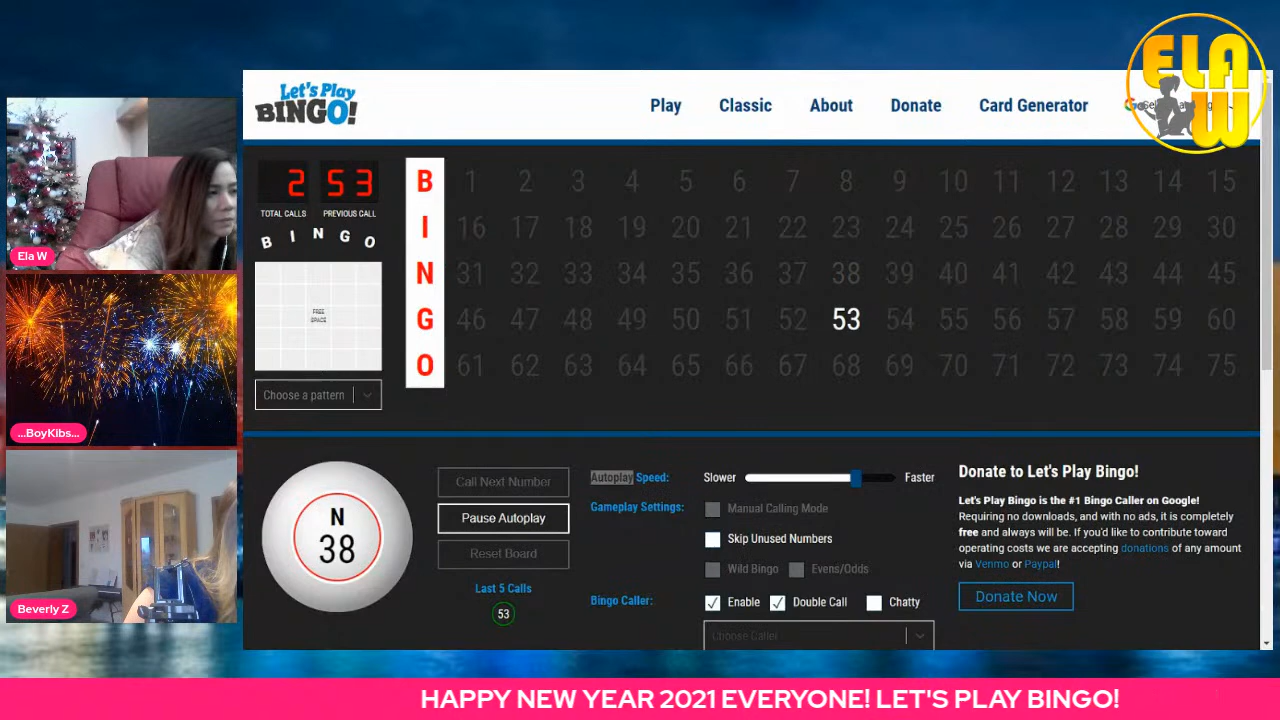 ELA
W
Let's Play
BINGO!
Play Classic About Donate Card Generator
2 53
TOTAL CALLS PREVIOUS CALL
B I N G O
FREE
SPACE
Choose a pattern
B 1 2 3 4 5 6 7 8 9 10 11 12 13 14 15
I 16 17 18 19 20 21 22 23 24 25 26 27 28 29 30
N 31 32 33 34 35 36 37 38 39 40 41 42 43 44 45
G 46 47 48 49 50 51 52 53 54 55 56 57 58 59 60
O 61 62 63 64 65 66 67 68 69 70 71 72 73 74 75
Ela W
...BoyKibs...
Beverly Z
N
38
Call Next Number
Pause Autoplay
Reset Board
Last 5 Calls
53
Autoplay Speed: Slower Faster
Gameplay Settings: Manual Calling Mode
Skip Unused Numbers
Wild Bingo Evens/Odds
Bingo Caller: Enable Double Call Chatty
Choose Caller
Donate to Let's Play Bingo!
Let's Play Bingo is the #1 Bingo Caller on Google!
Requiring no downloads, and with no ads, it is completely
free and always will be. If you'd like to contribute toward
operating costs we are accepting donations of any amount
via Venmo or Paypal!
Donate Now
HAPPY NEW YEAR 2021 EVERYONE! LET'S PLAY BINGO!